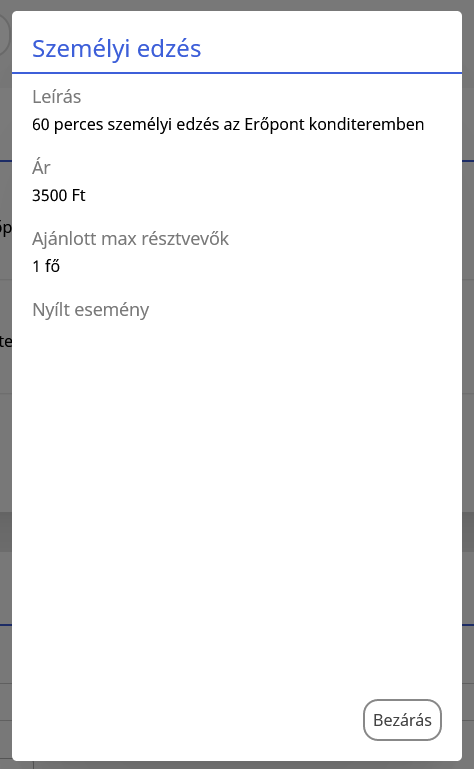 Személyi edzés
Leírás
60 perces személyi edzés az Erőpont konditeremben
Ár
3500 Ft
Ajánlott max résztvevők
1 fő
Nyílt esemény
Bezárás